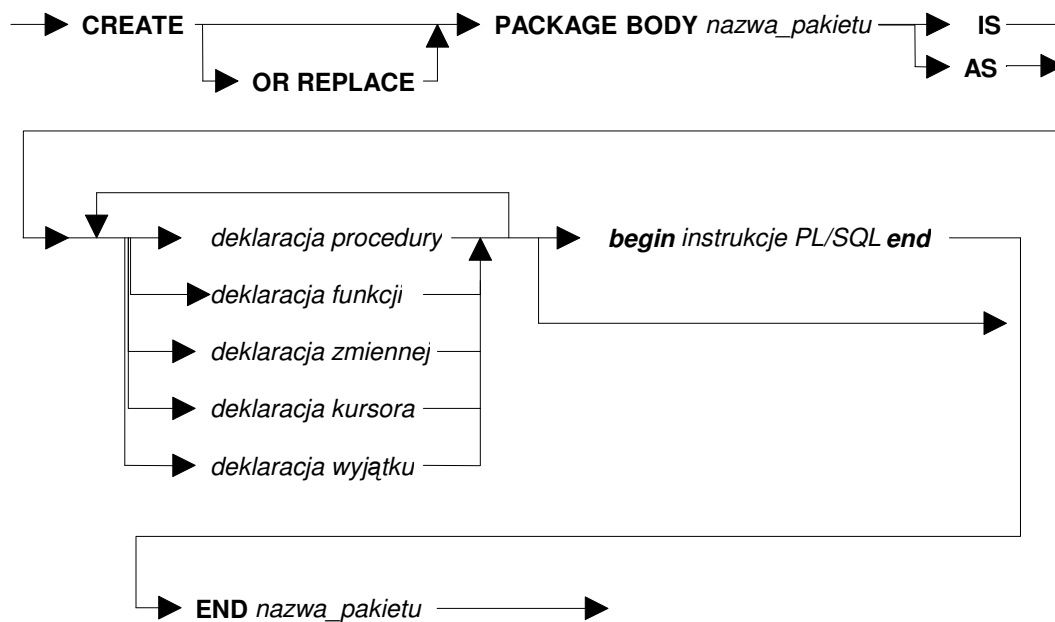 CREATE PACKAGE BODY nazwa_pakietu IS
OR REPLACE AS
deklaracja procedury begin instrukcje PL/SQL end
deklaracja funkcji
deklaracja zmiennej
deklaracja kursora
deklaracja wyjątku
END nazwa_pakietu